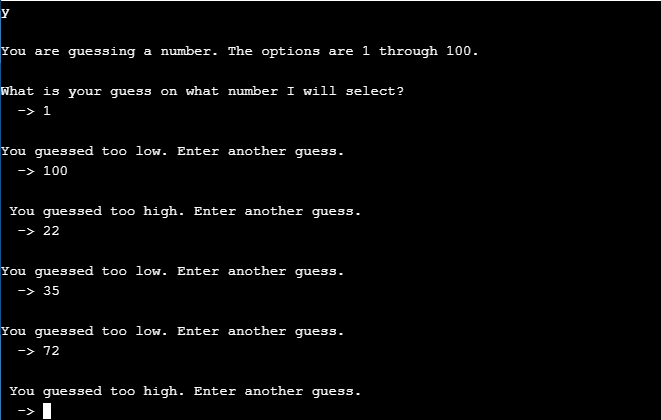 y
You are guessing a number. The options are 1 through 100.
What is your guess on what number I will select?
-> 1
You guessed too low. Enter another guess.
-> 100
You guessed too high. Enter another guess.
-> 22
You guessed too low. Enter another guess.
-> 35
You guessed too low. Enter another guess.
-> 72
You guessed too high. Enter another guess.
->